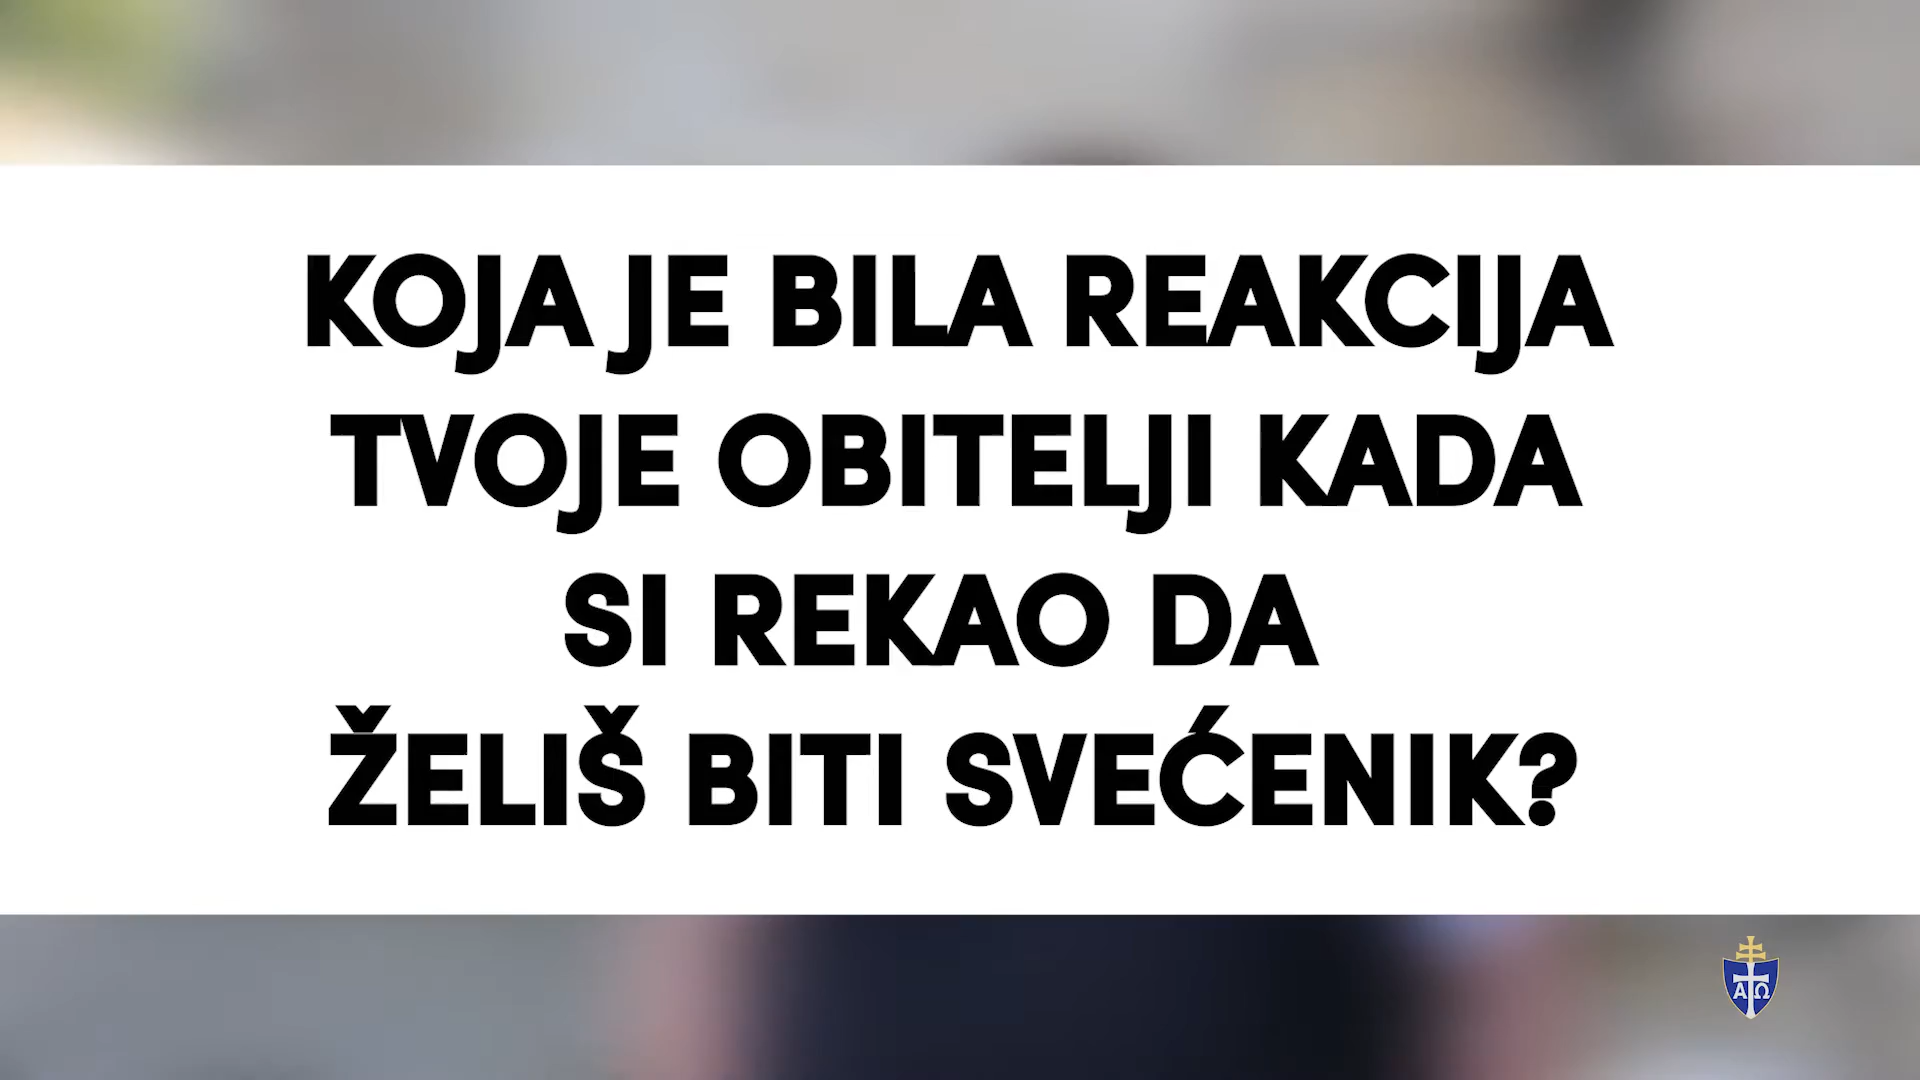 KOJA JE BILA REAKCIJA
TVOJE OBITELJI KADA
SI REKAO DA
ŽELIŠ BITI SVEĆENIK?
Α Ω